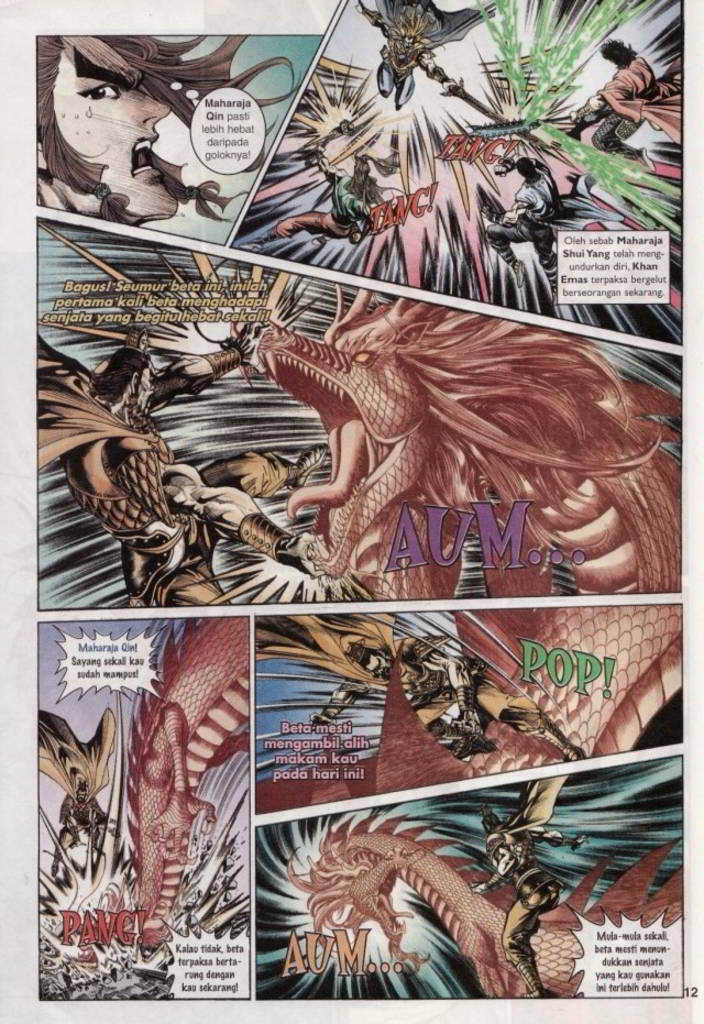 Maharaja
Qin pasti
lebih hebat
daripada
goloknya!
TANG!
TANG!
Oleh sebab Maharaja
Shui Yang telah meng-
undurkan diri, Khan
Emas terpaksa bergelut
berseorangan sekarang.
Bagus! Seumur beta ini, inilah
pertama kali beta menghadapi
senjata yang begitu hebat sekali!
AUM...
Maharaja Qin!
Sayang sekali kau
sudah mampus!
PANG!
Kalau tidak, beta
terpaksa berta-
rung dengan
kau sekarang!
POP!
Beta mesti
mengambil alih
makam kau
pada hari ini!
AUM...
Mula-mula sekali,
beta mesti menun-
dukkan senjata
yang kau gunakan
ini terlebih dahulu!
12